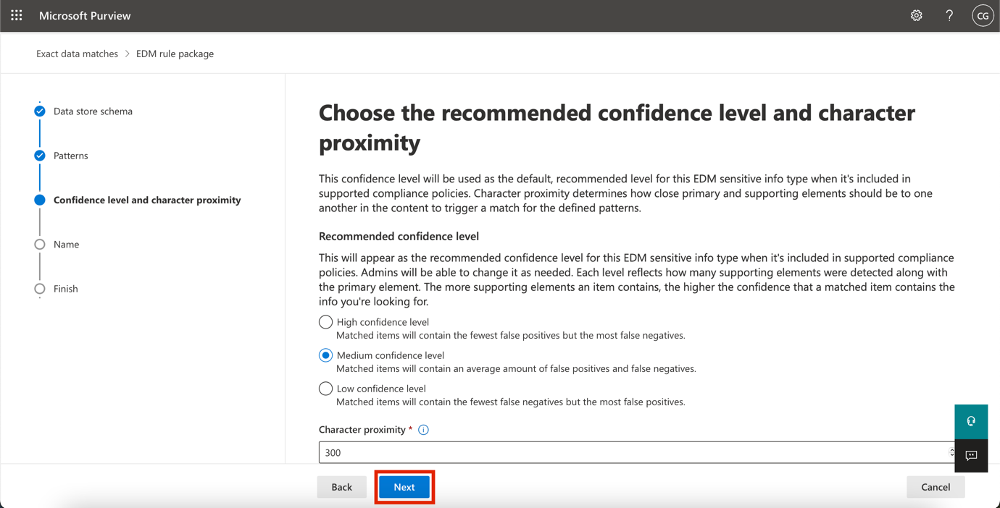 Microsoft Purview
?
CG
Exact data matches > EDM rule package
Data store schema
Patterns
Confidence level and character proximity
Name
Finish
Choose the recommended confidence level and character
proximity
This confidence level will be used as the default, recommended level for this EDM sensitive info type when it's included in
supported compliance policies. Character proximity determines how close primary and supporting elements should be to one
another in the content to trigger a match for the defined patterns.
Recommended confidence level
This will appear as the recommended confidence level for this EDM sensitive info type when it's included in supported compliance
policies. Admins will be able to change it as needed. Each level reflects how many supporting elements were detected along with
the primary element. The more supporting elements an item contains, the higher the confidence that a matched item contains the
info you're looking for.
High confidence level
Matched items will contain the fewest false positives but the most false negatives.
Medium confidence level
Matched items will contain an average amount of false positives and false negatives.
Low confidence level
Matched items will contain the fewest false negatives but the most false positives.
Character proximity *
300
Back
Next
Cancel